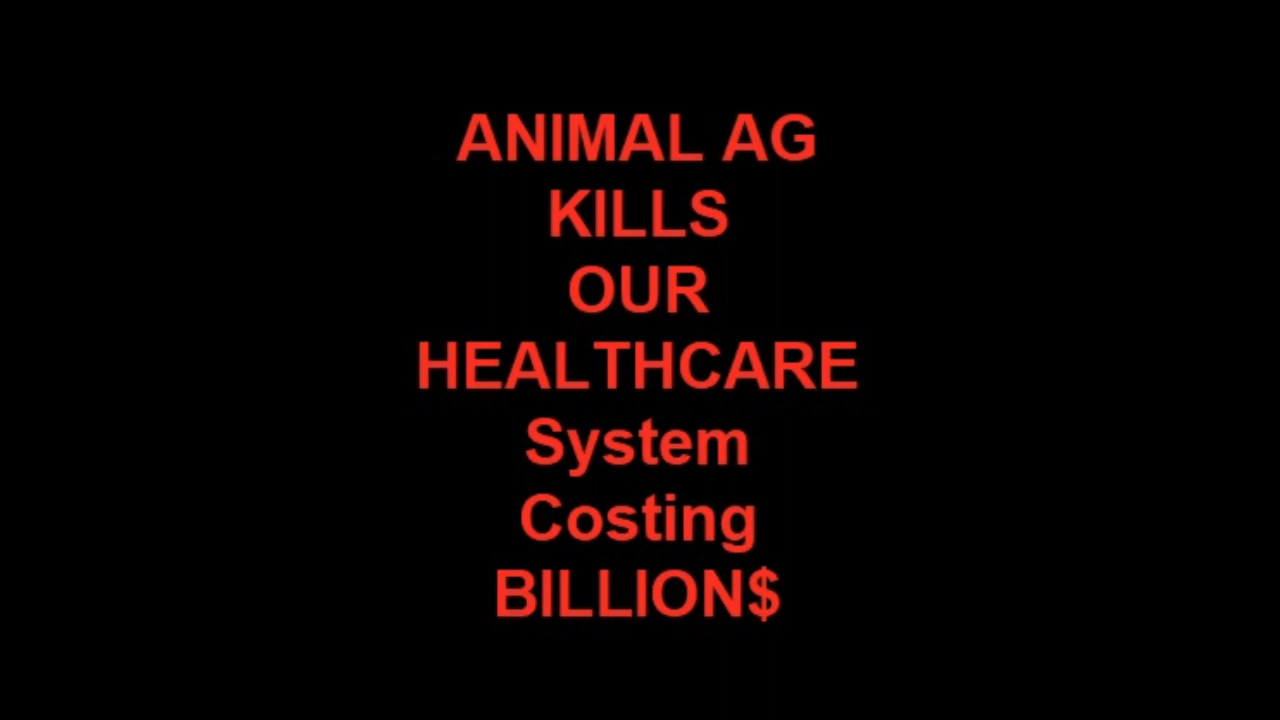 ANIMAL AG
KILLS
OUR
HEALTHCARE
System
Costing
BILLION$